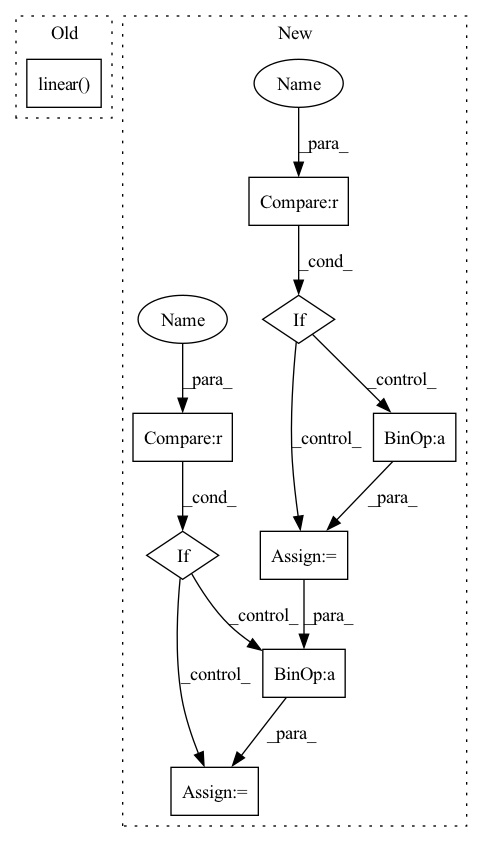 Old
New
linear()
Name
_para_
Compare:r
_cond_
Name
If
_para_
_control_
Compare:r
_control_
BinOp:a
_cond_
_para_
If
Assign:=
_control_
_para_
_control_
BinOp:a
_para_
Assign:=